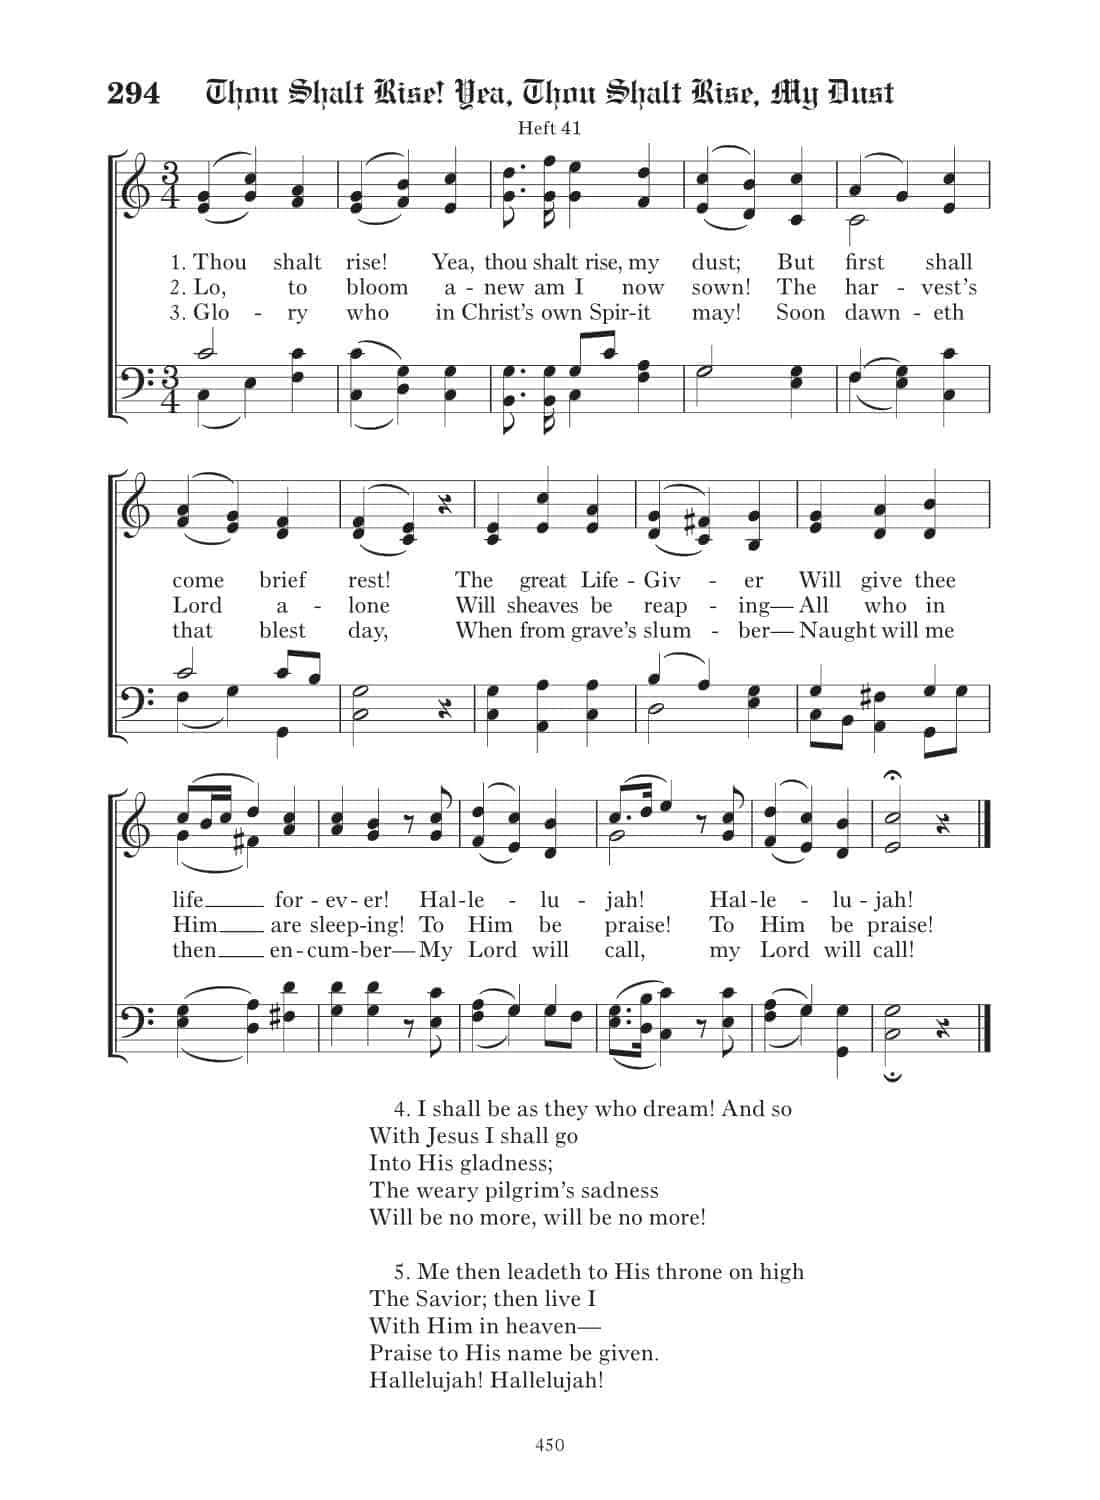 294 Thou Shalt Rise! Yea, Thou Shalt Rise, My Dust
Heft 41
1. Thou shalt rise! Yea, thou shalt rise, my dust; But first shall
2. Lo, to bloom a - new am I now sown! The har - vest's
3. Glo - ry who in Christ's own Spir-it may! Soon dawn - eth
come brief rest! The great Life - Giv - er Will give thee
Lord a - lone Will sheaves be reap - ing— All who in
that blest day, When from grave's slum - ber— Naught will me
life____ for - ev - er! Hal-le - lu - jah! Hal-le - lu - jah!
Him____ are sleep-ing! To Him be praise! To Him be praise!
then____ en-cum-ber— My Lord will call, my Lord will call!
4. I shall be as they who dream! And so
With Jesus I shall go
Into His gladness;
The weary pilgrim's sadness
Will be no more, will be no more!
5. Me then leadeth to His throne on high
The Savior; then live I
With Him in heaven—
Praise to His name be given.
Hallelujah! Hallelujah!
450